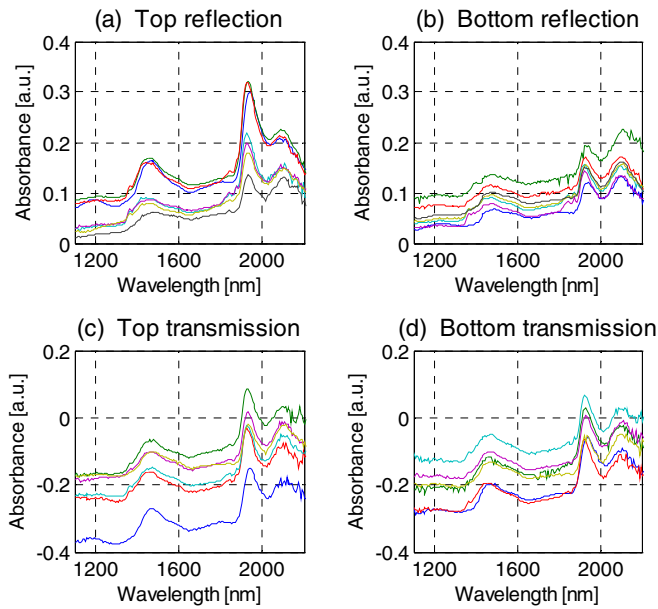 (a) Top reflection
(b) Bottom reflection
0.4
0.3
0.2
0.1
0
Absorbance [a.u.]
1200 1600 2000
Wavelength [nm]
0.4
0.3
0.2
0.1
0
Absorbance [a.u.]
1200 1600 2000
Wavelength [nm]
(c) Top transmission
(d) Bottom transmission
0.2
0
-0.2
-0.4
Absorbance [a.u.]
1200 1600 2000
Wavelength [nm]
0.2
0
-0.2
-0.4
Absorbance [a.u.]
1200 1600 2000
Wavelength [nm]